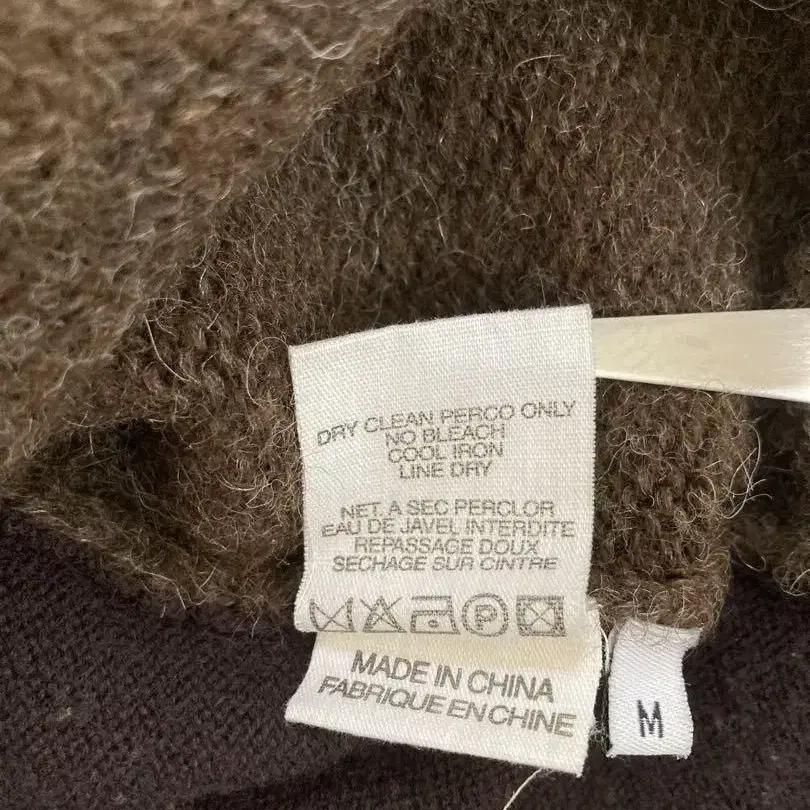 DRY CLEAN PERCO ONLY
NO BLEACH
COOL IRON
LINE DRY
NET. A SEC PERCLOR
EAU DE JAVEL INTERDITE
REPASSAGE DOUX
SECHAGE SUR CINTRE
P
MADE IN CHINA
FABRIQUE EN CHINE
M